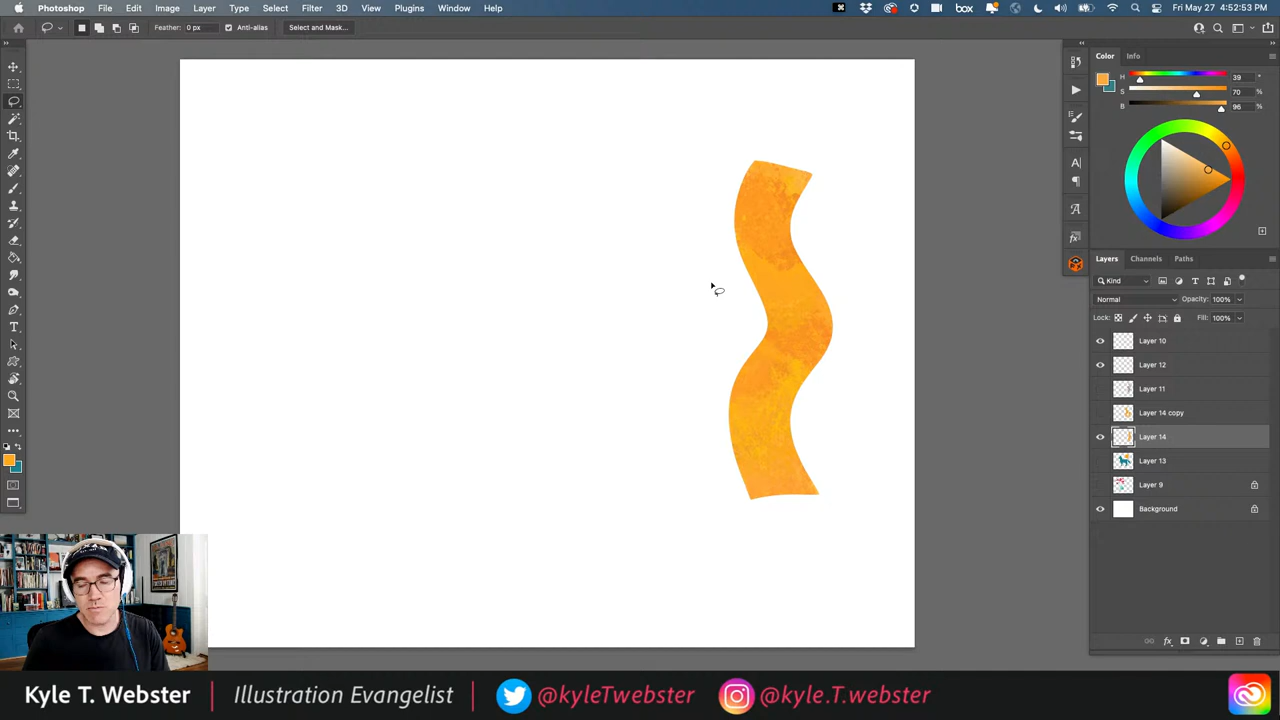 Photoshop File Edit Image Layer Type Select Filter 3D View Plugins Window Help box Fri May 27 4:52:53 PM
Feather: 0 px Anti-alias Select and Mask...
Color Info
H 39 °
S 70 %
B 96 %
Layers Channels Paths
Kind
Normal Opacity: 100%
Lock: Fill: 100%
Layer 10
Layer 12
Layer 11
Layer 14 copy
Layer 14
Layer 13
Layer 9
Background
Kyle T. Webster | Illustration Evangelist | @kyleTwebster @kyle.T.webster